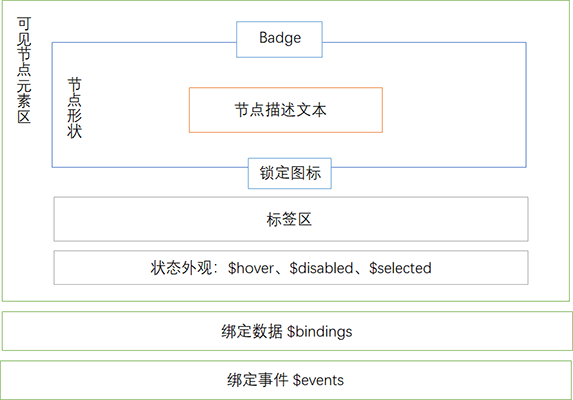 可见节点元素区
Badge
节点形状
节点描述文本
锁定图标
标签区
状态外观：$hover、$disabled、$selected
绑定数据 $bindings
绑定事件 $events